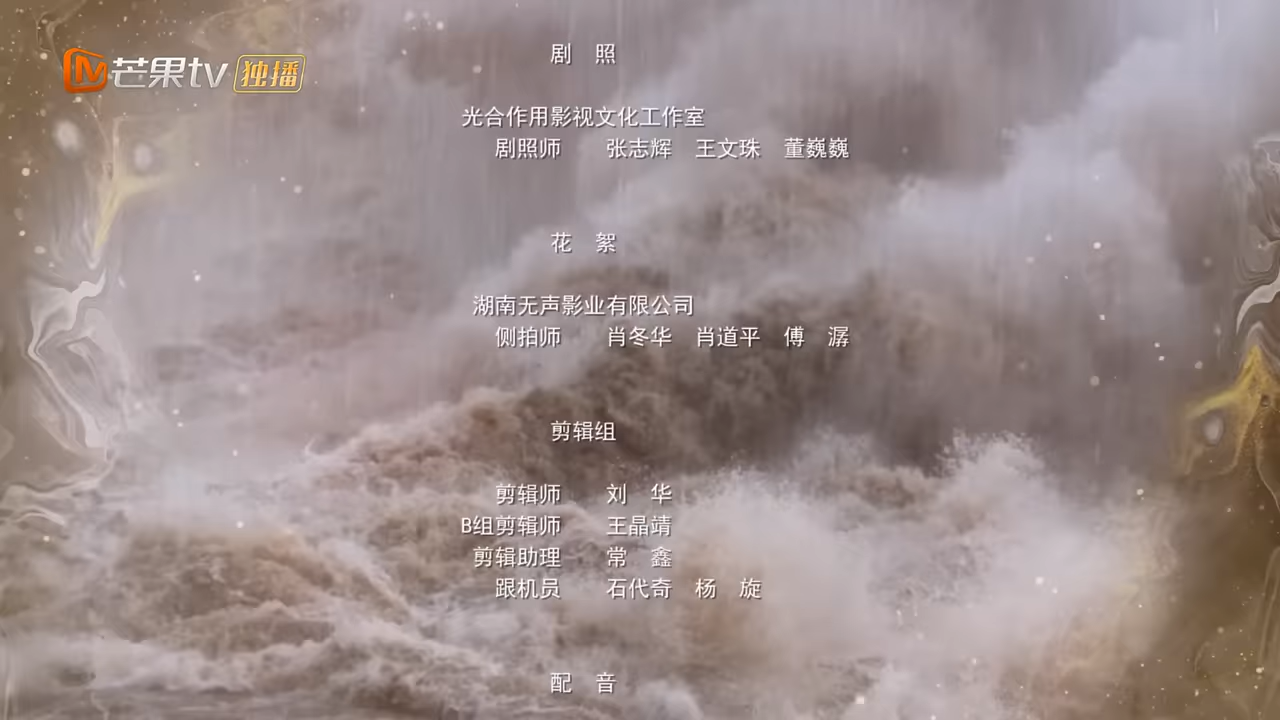 芒果tv 独播
剧 照
光合作用影视文化工作室
剧照师 张志辉 王文珠 董巍巍
花 絮
湖南无声影业有限公司
侧拍师 肖冬华 肖道平 傅 潺
剪辑组
剪辑师 刘 华
B组剪辑师 王晶靖
剪辑助理 常 鑫
跟机员 石代奇 杨 旋
配 音